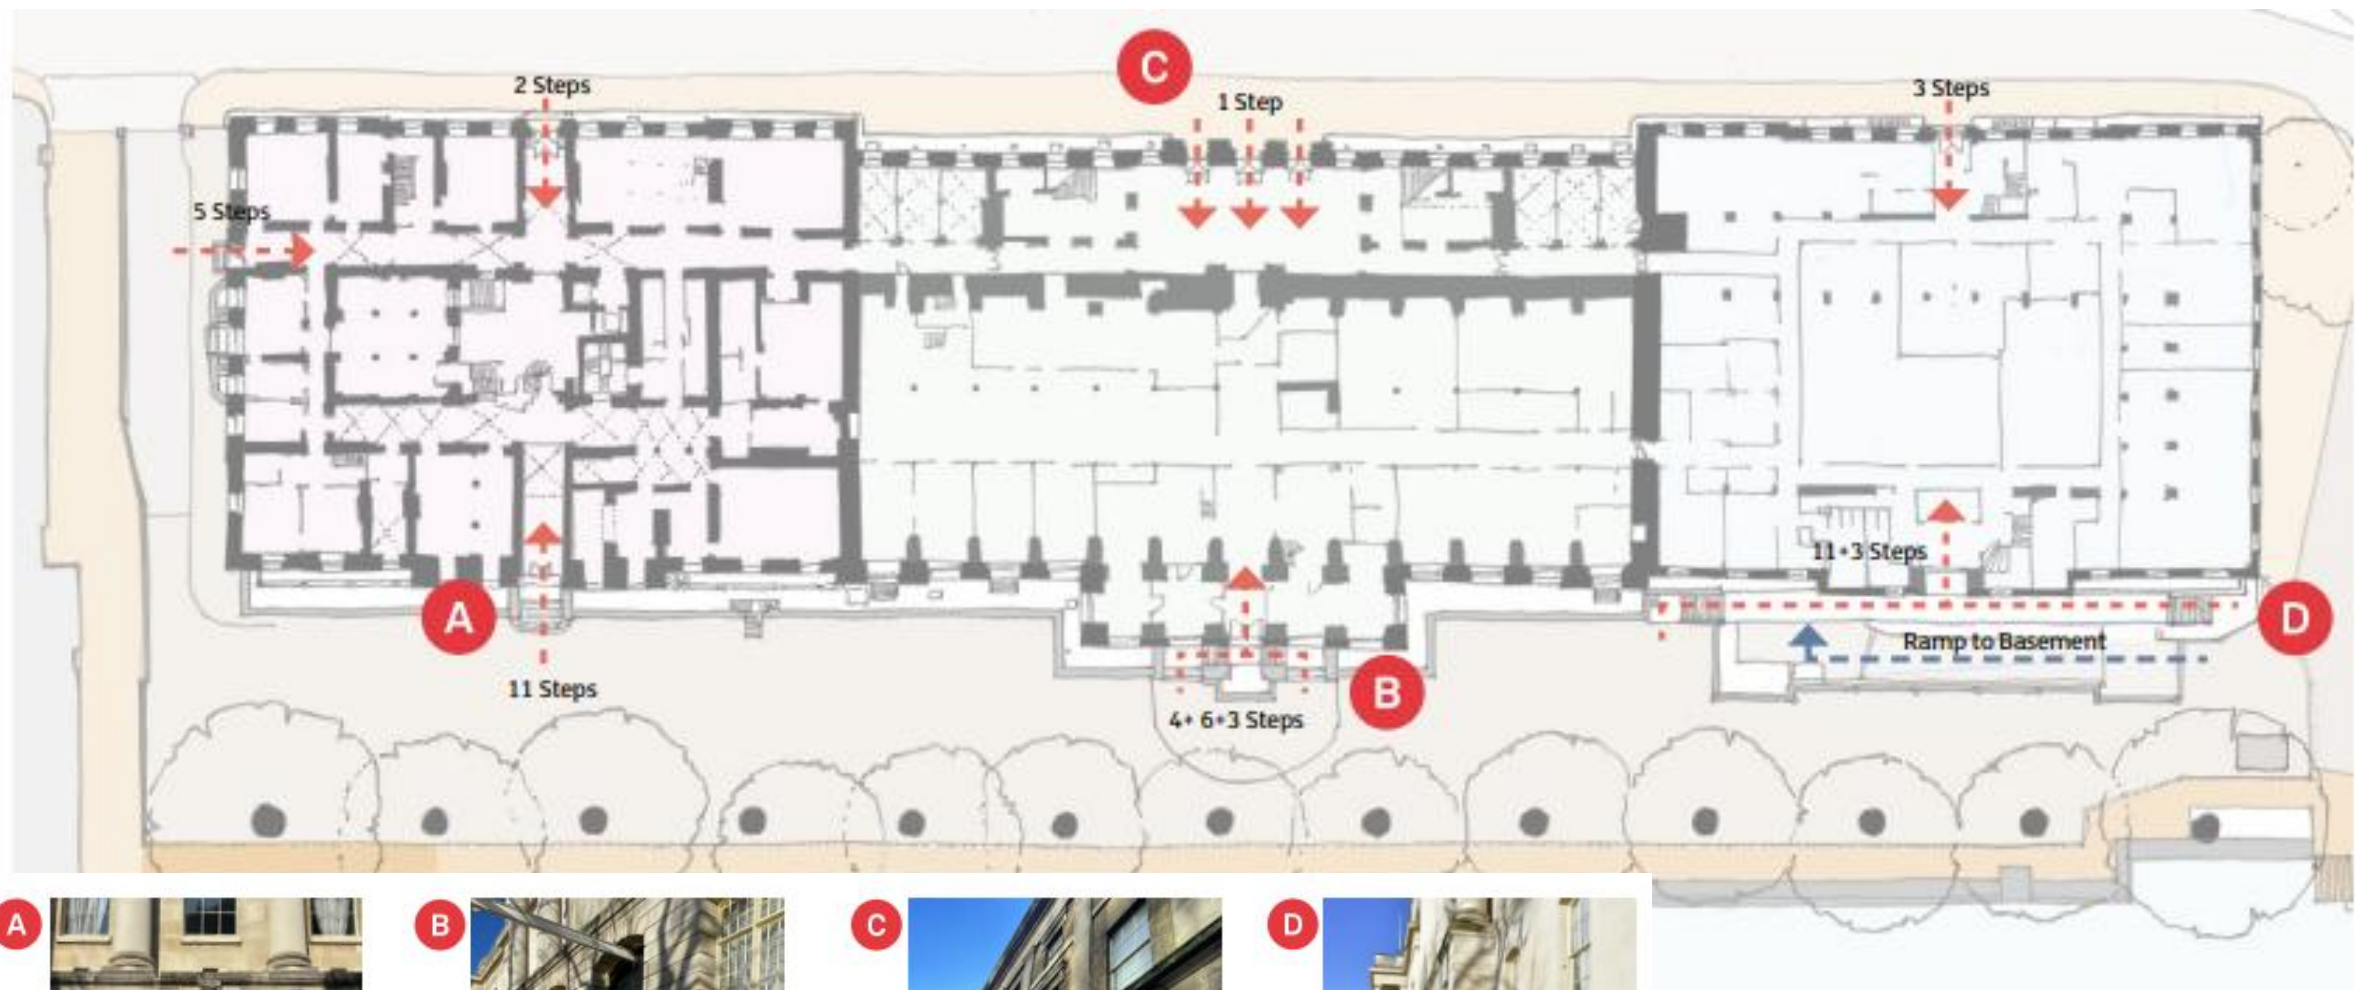 C
2 Steps
1 Step
3 Steps
5 Steps
11+3 Steps
A
D
Ramp to Basement
11 Steps
B
4+ 6+3 Steps
A
B
C
D